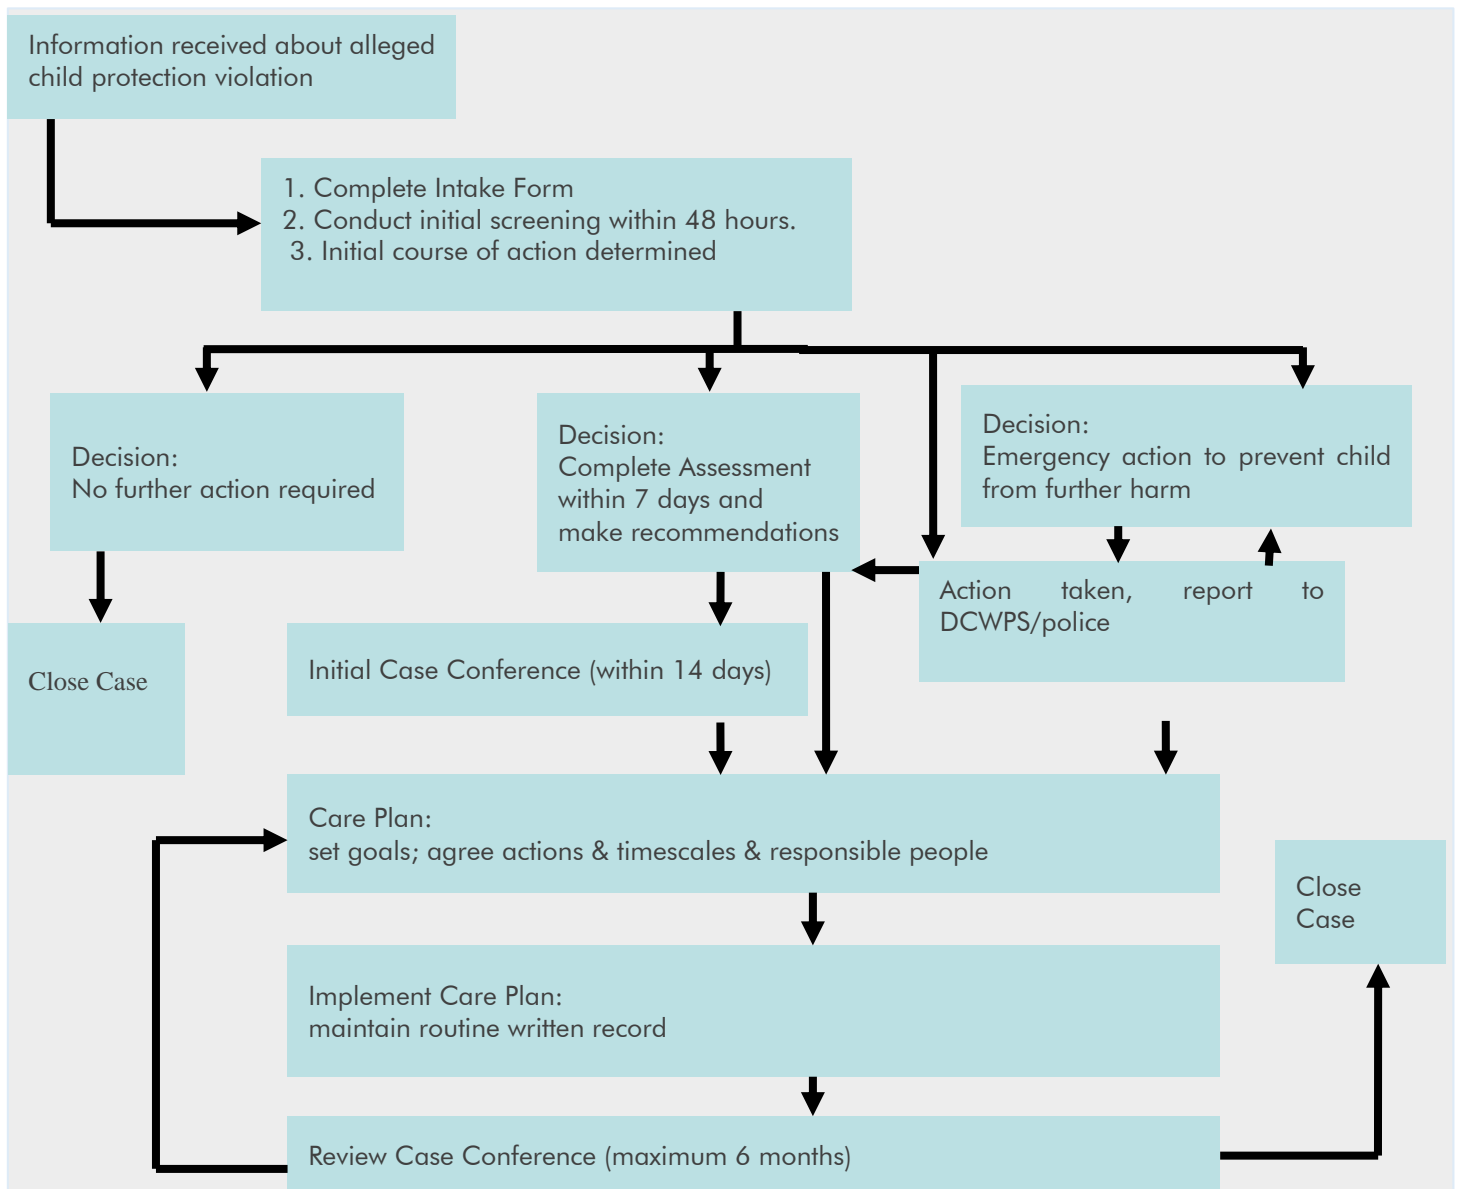 Information received about alleged
child protection violation
1. Complete Intake Form
2. Conduct initial screening within 48 hours.
3. Initial course of action determined
Decision:
No further action required
Decision:
Complete Assessment
within 7 days and
make recommendations
Decision:
Emergency action to prevent child
from further harm
Action taken, report to
DCWPS/police
Close Case
Initial Case Conference (within 14 days)
Care Plan:
set goals; agree actions & timescales & responsible people
Close
Case
Implement Care Plan:
maintain routine written record
Review Case Conference (maximum 6 months)